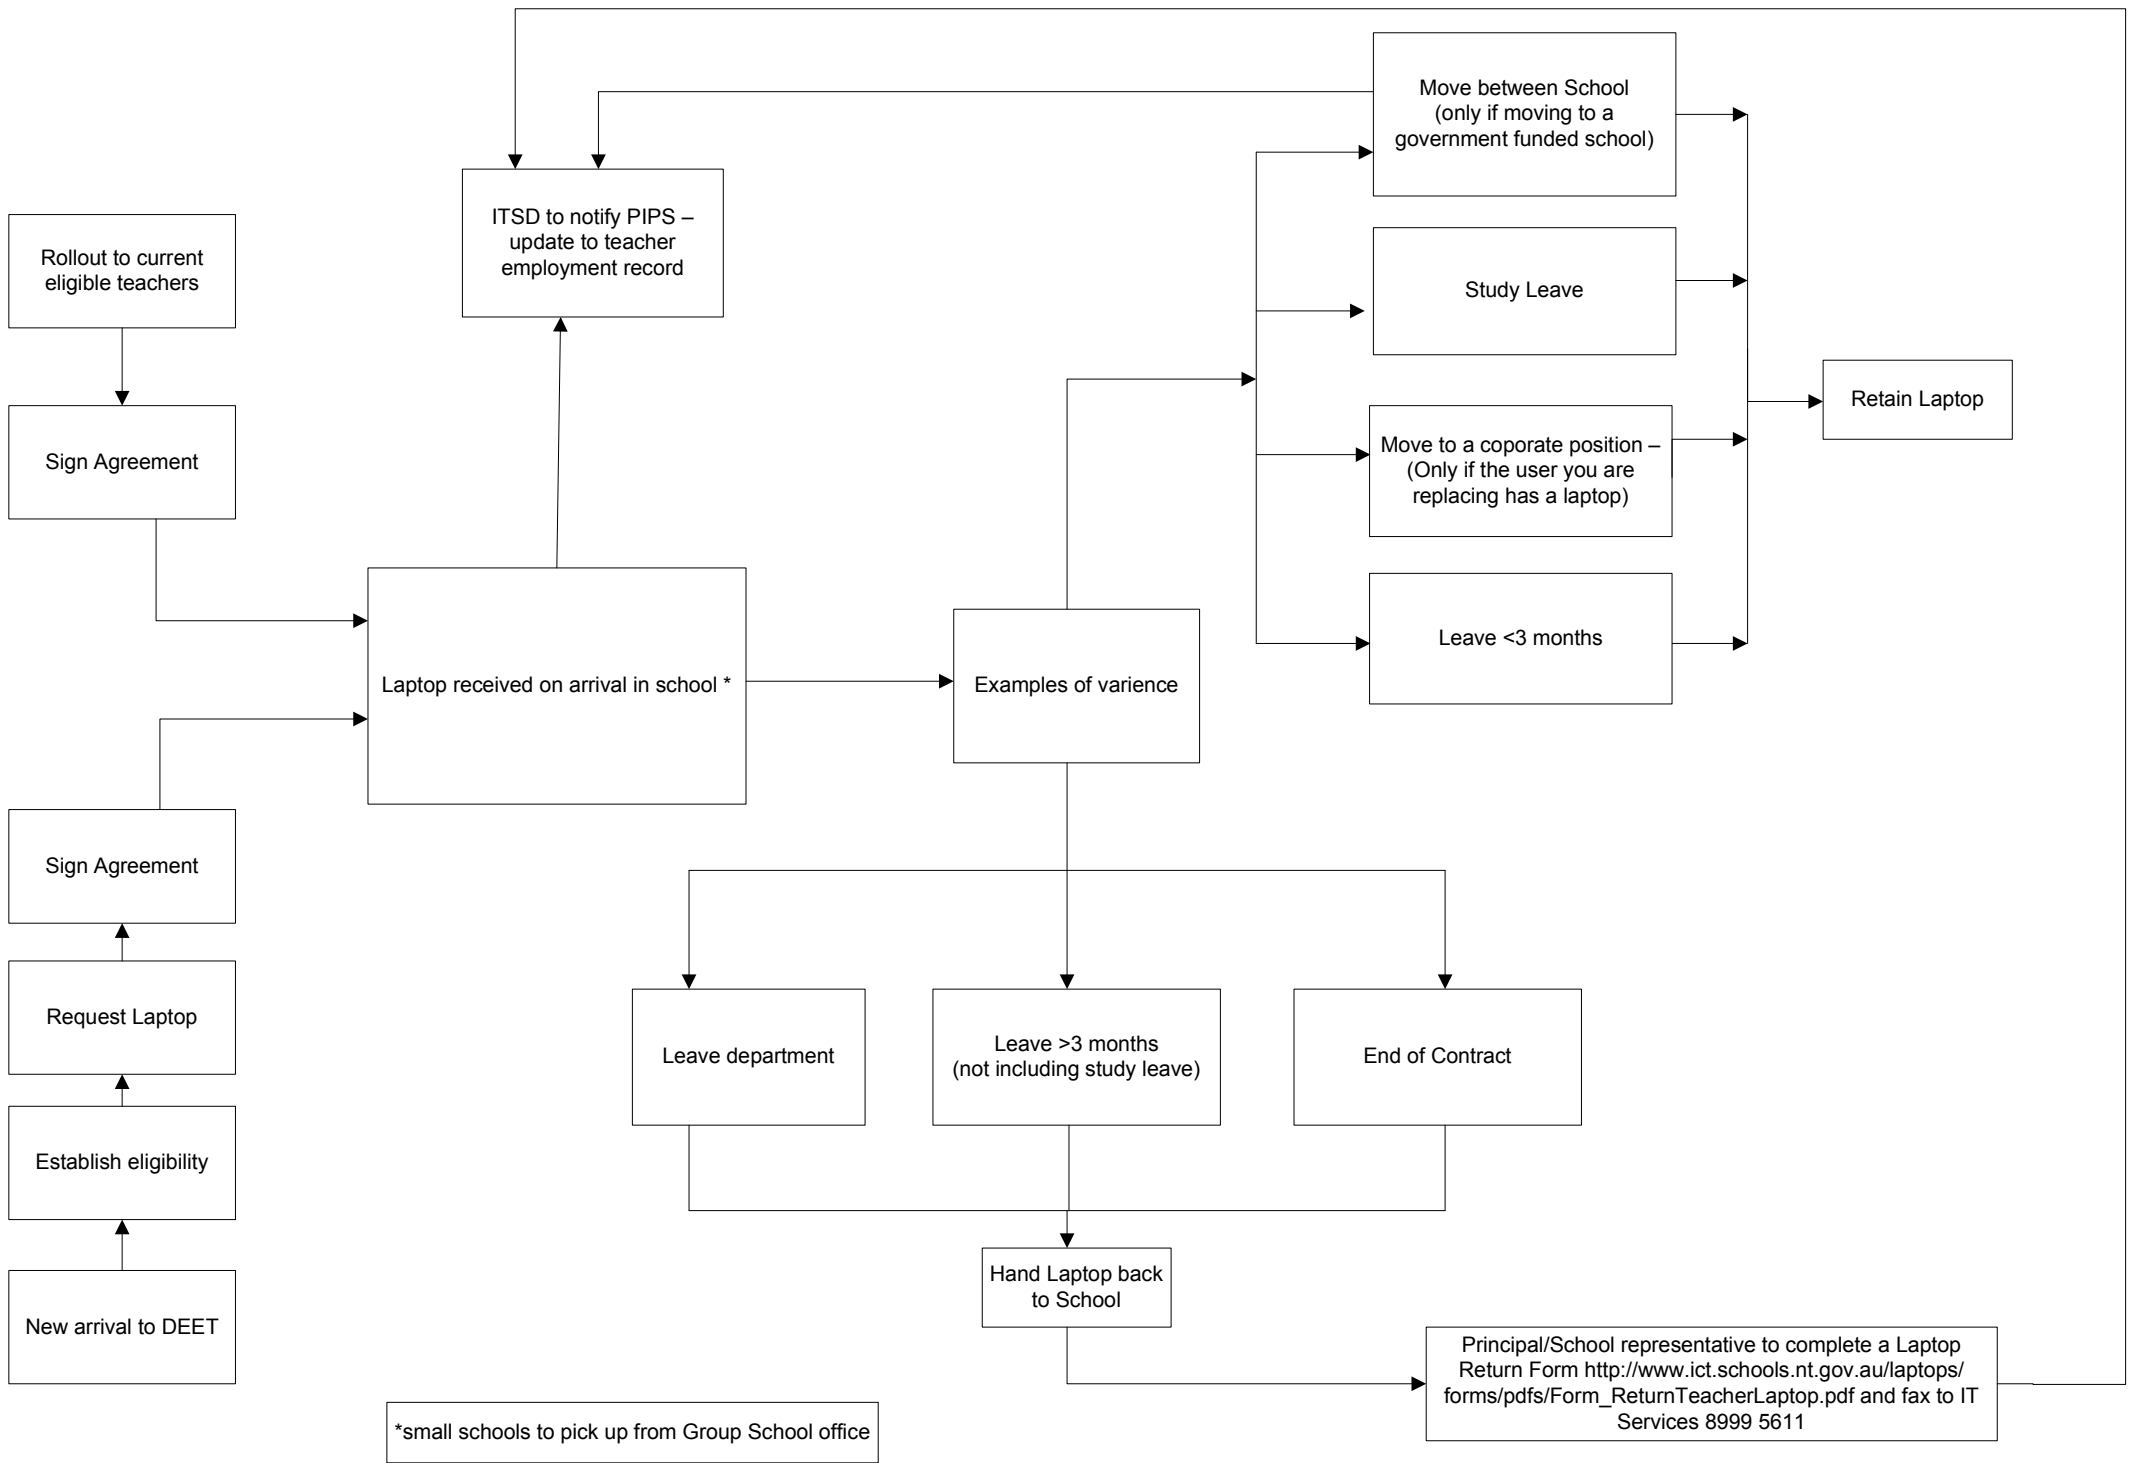 Move between School
(only if moving to a
government funded school)
ITSD to notify PIPS –
update to teacher
employment record
Rollout to current
eligible teachers
Study Leave
Retain Laptop
Sign Agreement
Move to a coporate position –
(Only if the user you are
replacing has a laptop)
Leave <3 months
Laptop received on arrival in school *
Examples of varience
Sign Agreement
Request Laptop
Leave department
Leave >3 months
(not including study leave)
End of Contract
Establish eligibility
Hand Laptop back
to School
New arrival to DEET
Principal/School representative to complete a Laptop
Return Form http://www.ict.schools.nt.gov.au/laptops/
forms/pdfs/Form_ReturnTeacherLaptop.pdf and fax to IT
Services 8999 5611
*small schools to pick up from Group School office